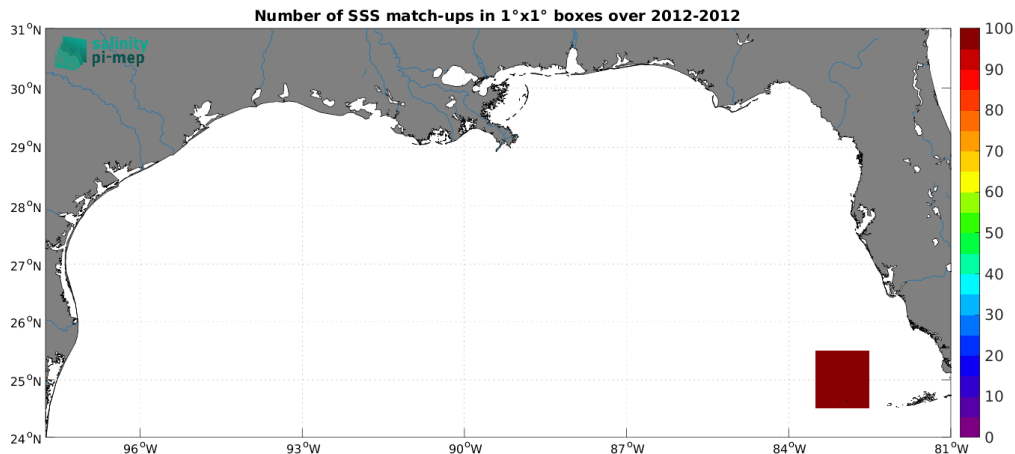 Number of SSS match-ups in 1°x1° boxes over 2012-2012
salinity
pi-mep
31°N
30°N
29°N
28°N
27°N
26°N
25°N
24°N
96°W
93°W
90°W
87°W
84°W
81°W
100
90
80
70
60
50
40
30
20
10
0